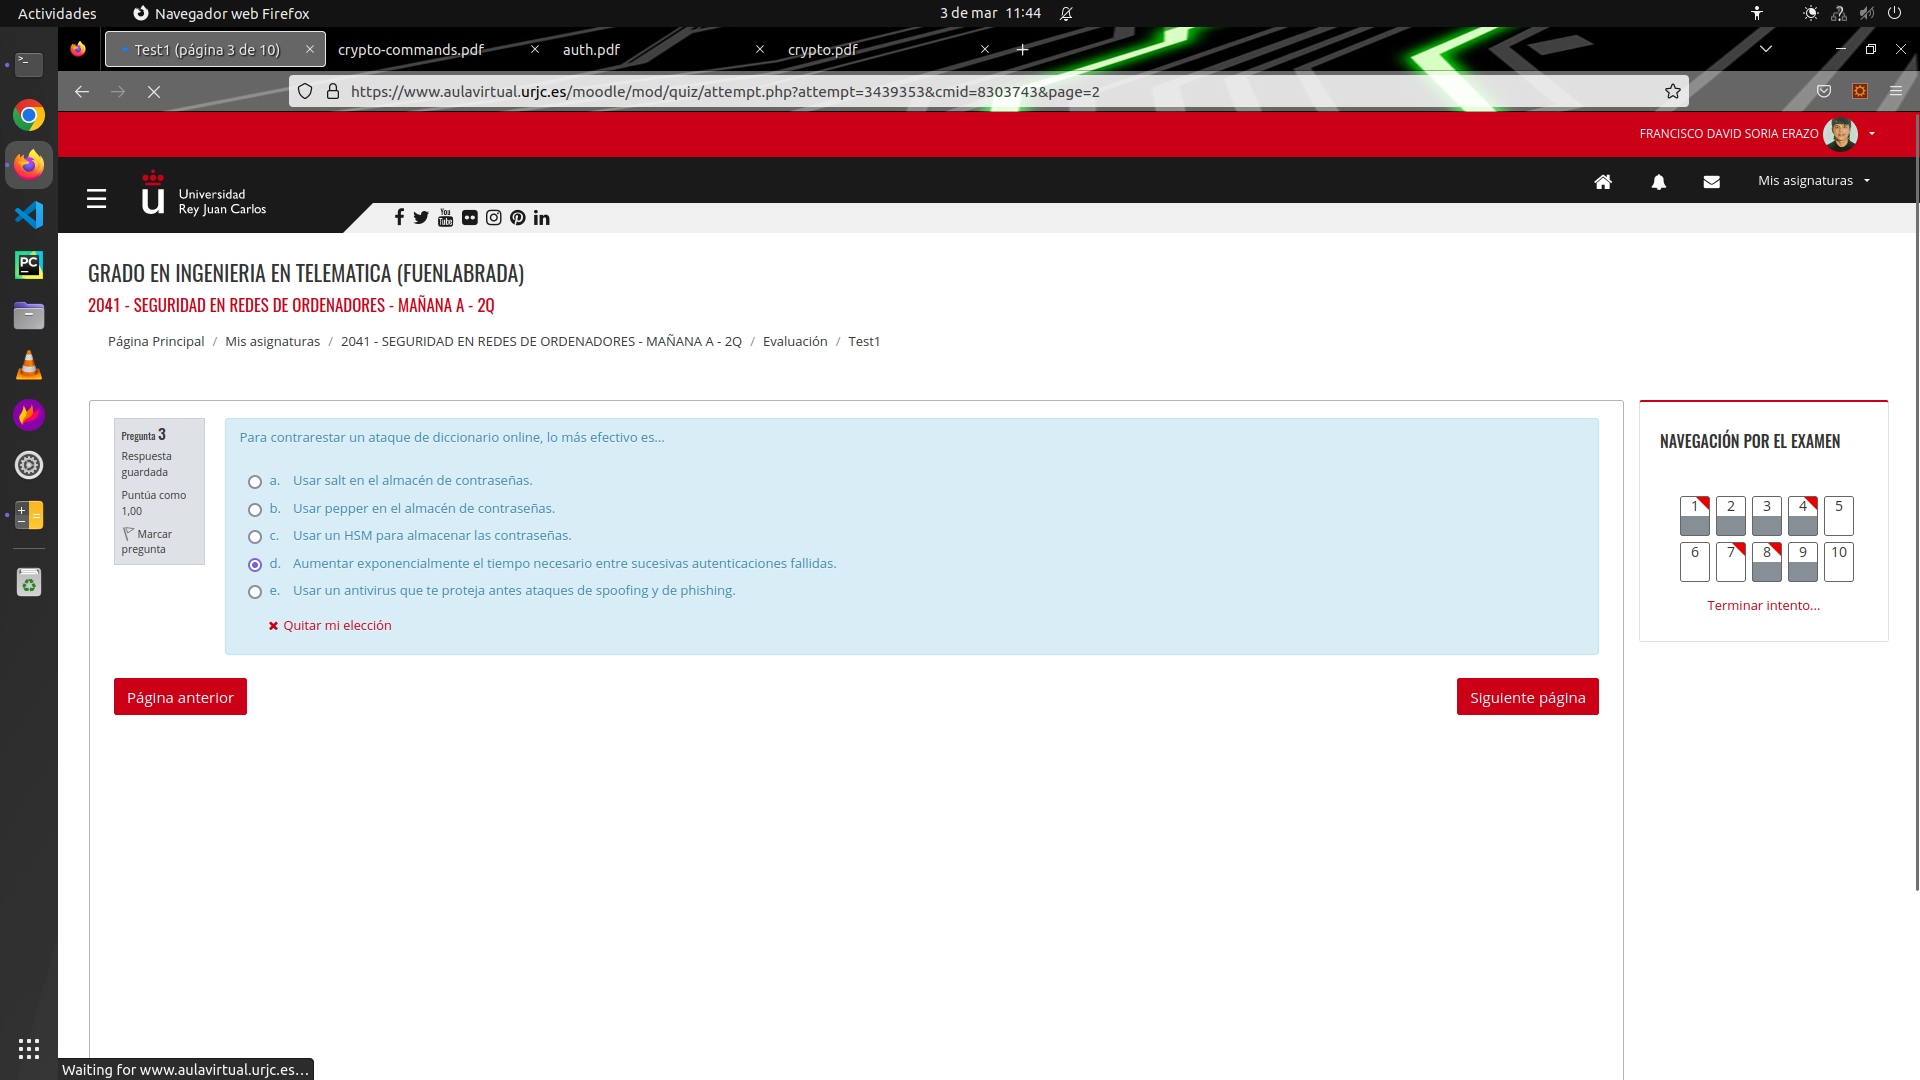 Actividades
Navegador web Firefox
3 de mar 11:44
Test1 (página 3 de 10)
crypto-commands.pdf
auth.pdf
crypto.pdf
https://www.aulavirtual.urjc.es/moodle/mod/quiz/attempt.php?attempt=3439353&cmid=8303743&page=2
FRANCISCO DAVID SORIA ERAZO
Universidad
Rey Juan Carlos
Mis asignaturas
GRADO EN INGENIERIA EN TELEMATICA (FUENLABRADA)
2041 - SEGURIDAD EN REDES DE ORDENADORES - MAÑANA A - 2Q
Página Principal / Mis asignaturas / 2041 - SEGURIDAD EN REDES DE ORDENADORES - MAÑANA A - 2Q / Evaluación / Test1
Pregunta 3
Respuesta
guardada
Puntúa como
1,00
Marcar
pregunta
Para contrarestar un ataque de diccionario online, lo más efectivo es...
a. Usar salt en el almacén de contraseñas.
b. Usar pepper en el almacén de contraseñas.
c. Usar un HSM para almacenar las contraseñas.
d. Aumentar exponencialmente el tiempo necesario entre sucesivas autenticaciones fallidas.
e. Usar un antivirus que te proteja antes ataques de spoofing y de phishing.
Quitar mi elección
Página anterior
Siguiente página
NAVEGACIÓN POR EL EXAMEN
1 2 3 4 5
6 7 8 9 10
Terminar intento...
Waiting for www.aulavirtual.urjc.es…